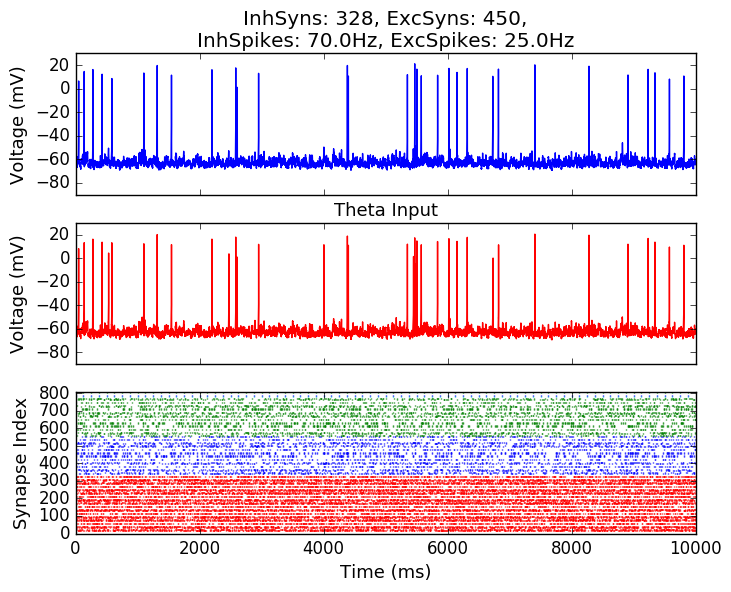 InhSyns: 328, ExcSyns: 450,
InhSpikes: 70.0Hz, ExcSpikes: 25.0Hz
20
0
−20
−40
−60
−80
Voltage (mV)
Theta Input
20
0
−20
−40
−60
−80
Voltage (mV)
800
700
600
500
400
300
200
100
0
Synapse Index
0 2000 4000 6000 8000 10000
Time (ms)